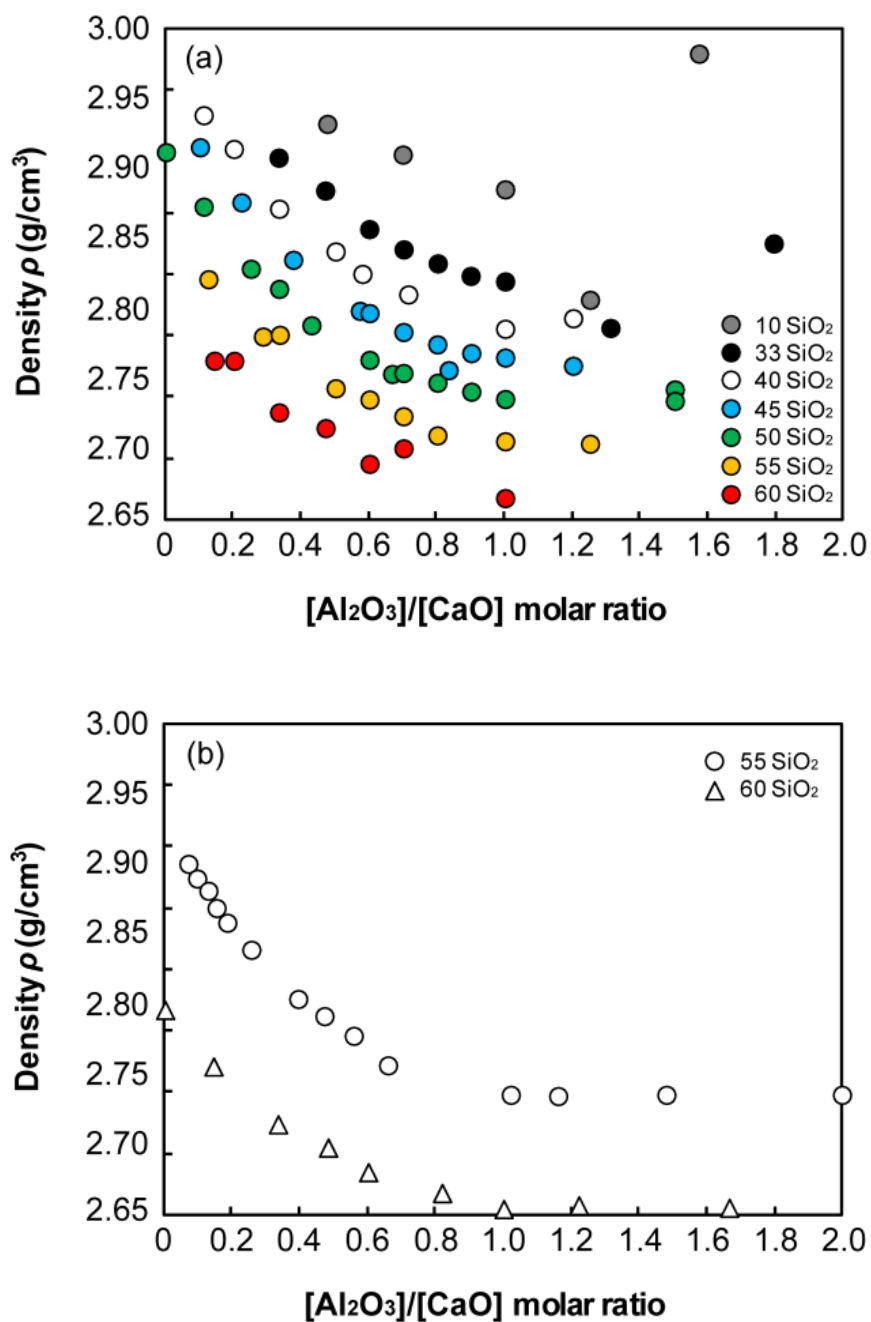 (a)
3.00
2.95
2.90
2.85
2.80
2.75
2.70
2.65
Density ρ (g/cm³)
10 SiO₂
33 SiO₂
40 SiO₂
45 SiO₂
50 SiO₂
55 SiO₂
60 SiO₂
0 0.2 0.4 0.6 0.8 1.0 1.2 1.4 1.6 1.8 2.0
[Al₂O₃]/[CaO] molar ratio
(b)
3.00
2.95
2.90
2.85
2.80
2.75
2.70
2.65
Density ρ (g/cm³)
55 SiO₂
60 SiO₂
0 0.2 0.4 0.6 0.8 1.0 1.2 1.4 1.6 1.8 2.0
[Al₂O₃]/[CaO] molar ratio